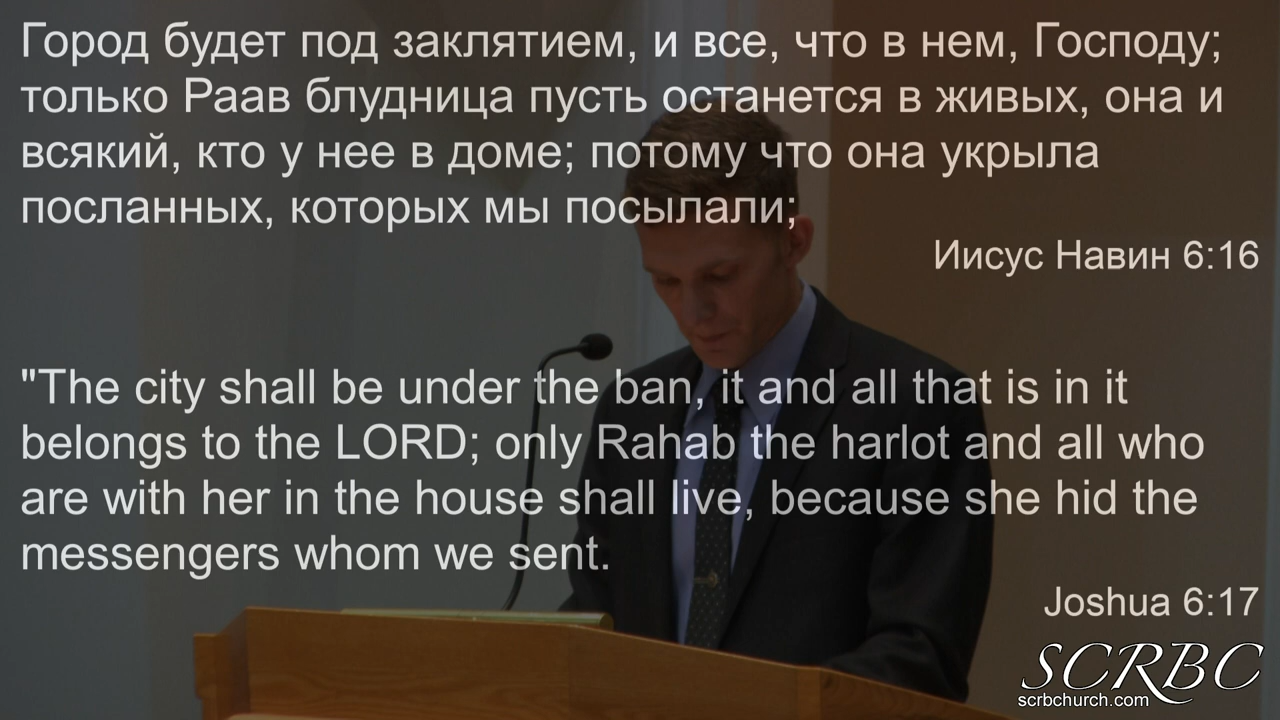 Город будет под заклятием, и все, что в нем, Господу;
только Раав блудница пусть останется в живых, она и
всякий, кто у нее в доме; потому что она укрыла
посланных, которых мы посылали;
Иисус Навин 6:16
"The city shall be under the ban, it and all that is in it
belongs to the LORD; only Rahab the harlot and all who
are with her in the house shall live, because she hid the
messengers whom we sent.
Joshua 6:17
SCRBC
scrbchurch.com